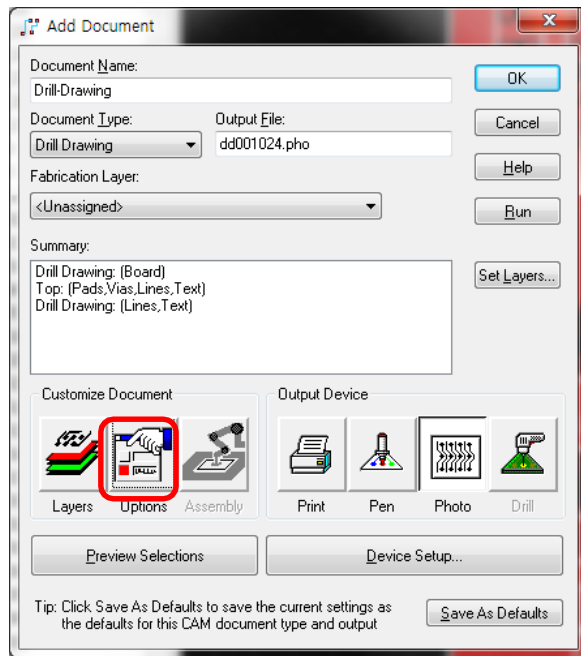 Add Document
Document Name:
Drill-Drawing
OK
Document Type:
Output File:
Drill Drawing
dd001024.pho
Cancel
Fabrication Layer:
Help
<Unassigned>
Run
Summary:
Drill Drawing: (Board)
Top: (Pads,Vias,Lines,Text)
Drill Drawing: (Lines,Text)
Set Layers...
Customize Document
Output Device
Layers
Options
Assembly
Print
Pen
Photo
Drill
Preview Selections
Device Setup...
Tip: Click Save As Defaults to save the current settings as
the defaults for this CAM document type and output
Save As Defaults